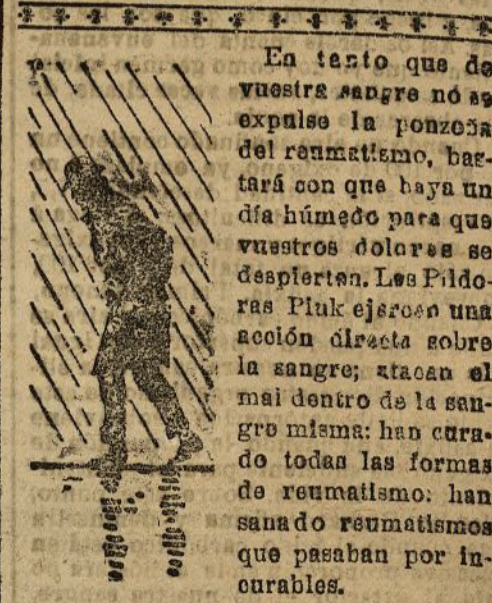 En tanto que de
vuestra sangre no se
expulse la ponzoña
del reumatismo, bas-
tará con que haya un
día húmedo para que
vuestros dolores se
despierten. Las Píldo-
ras Pink ejercen una
acción directa sobre
la sangre; atacan el
mal dentro de la san-
gre misma: han cura-
do todas las formas
de reumatismo: han
sanado reumatismos
que pasaban por in-
curables.